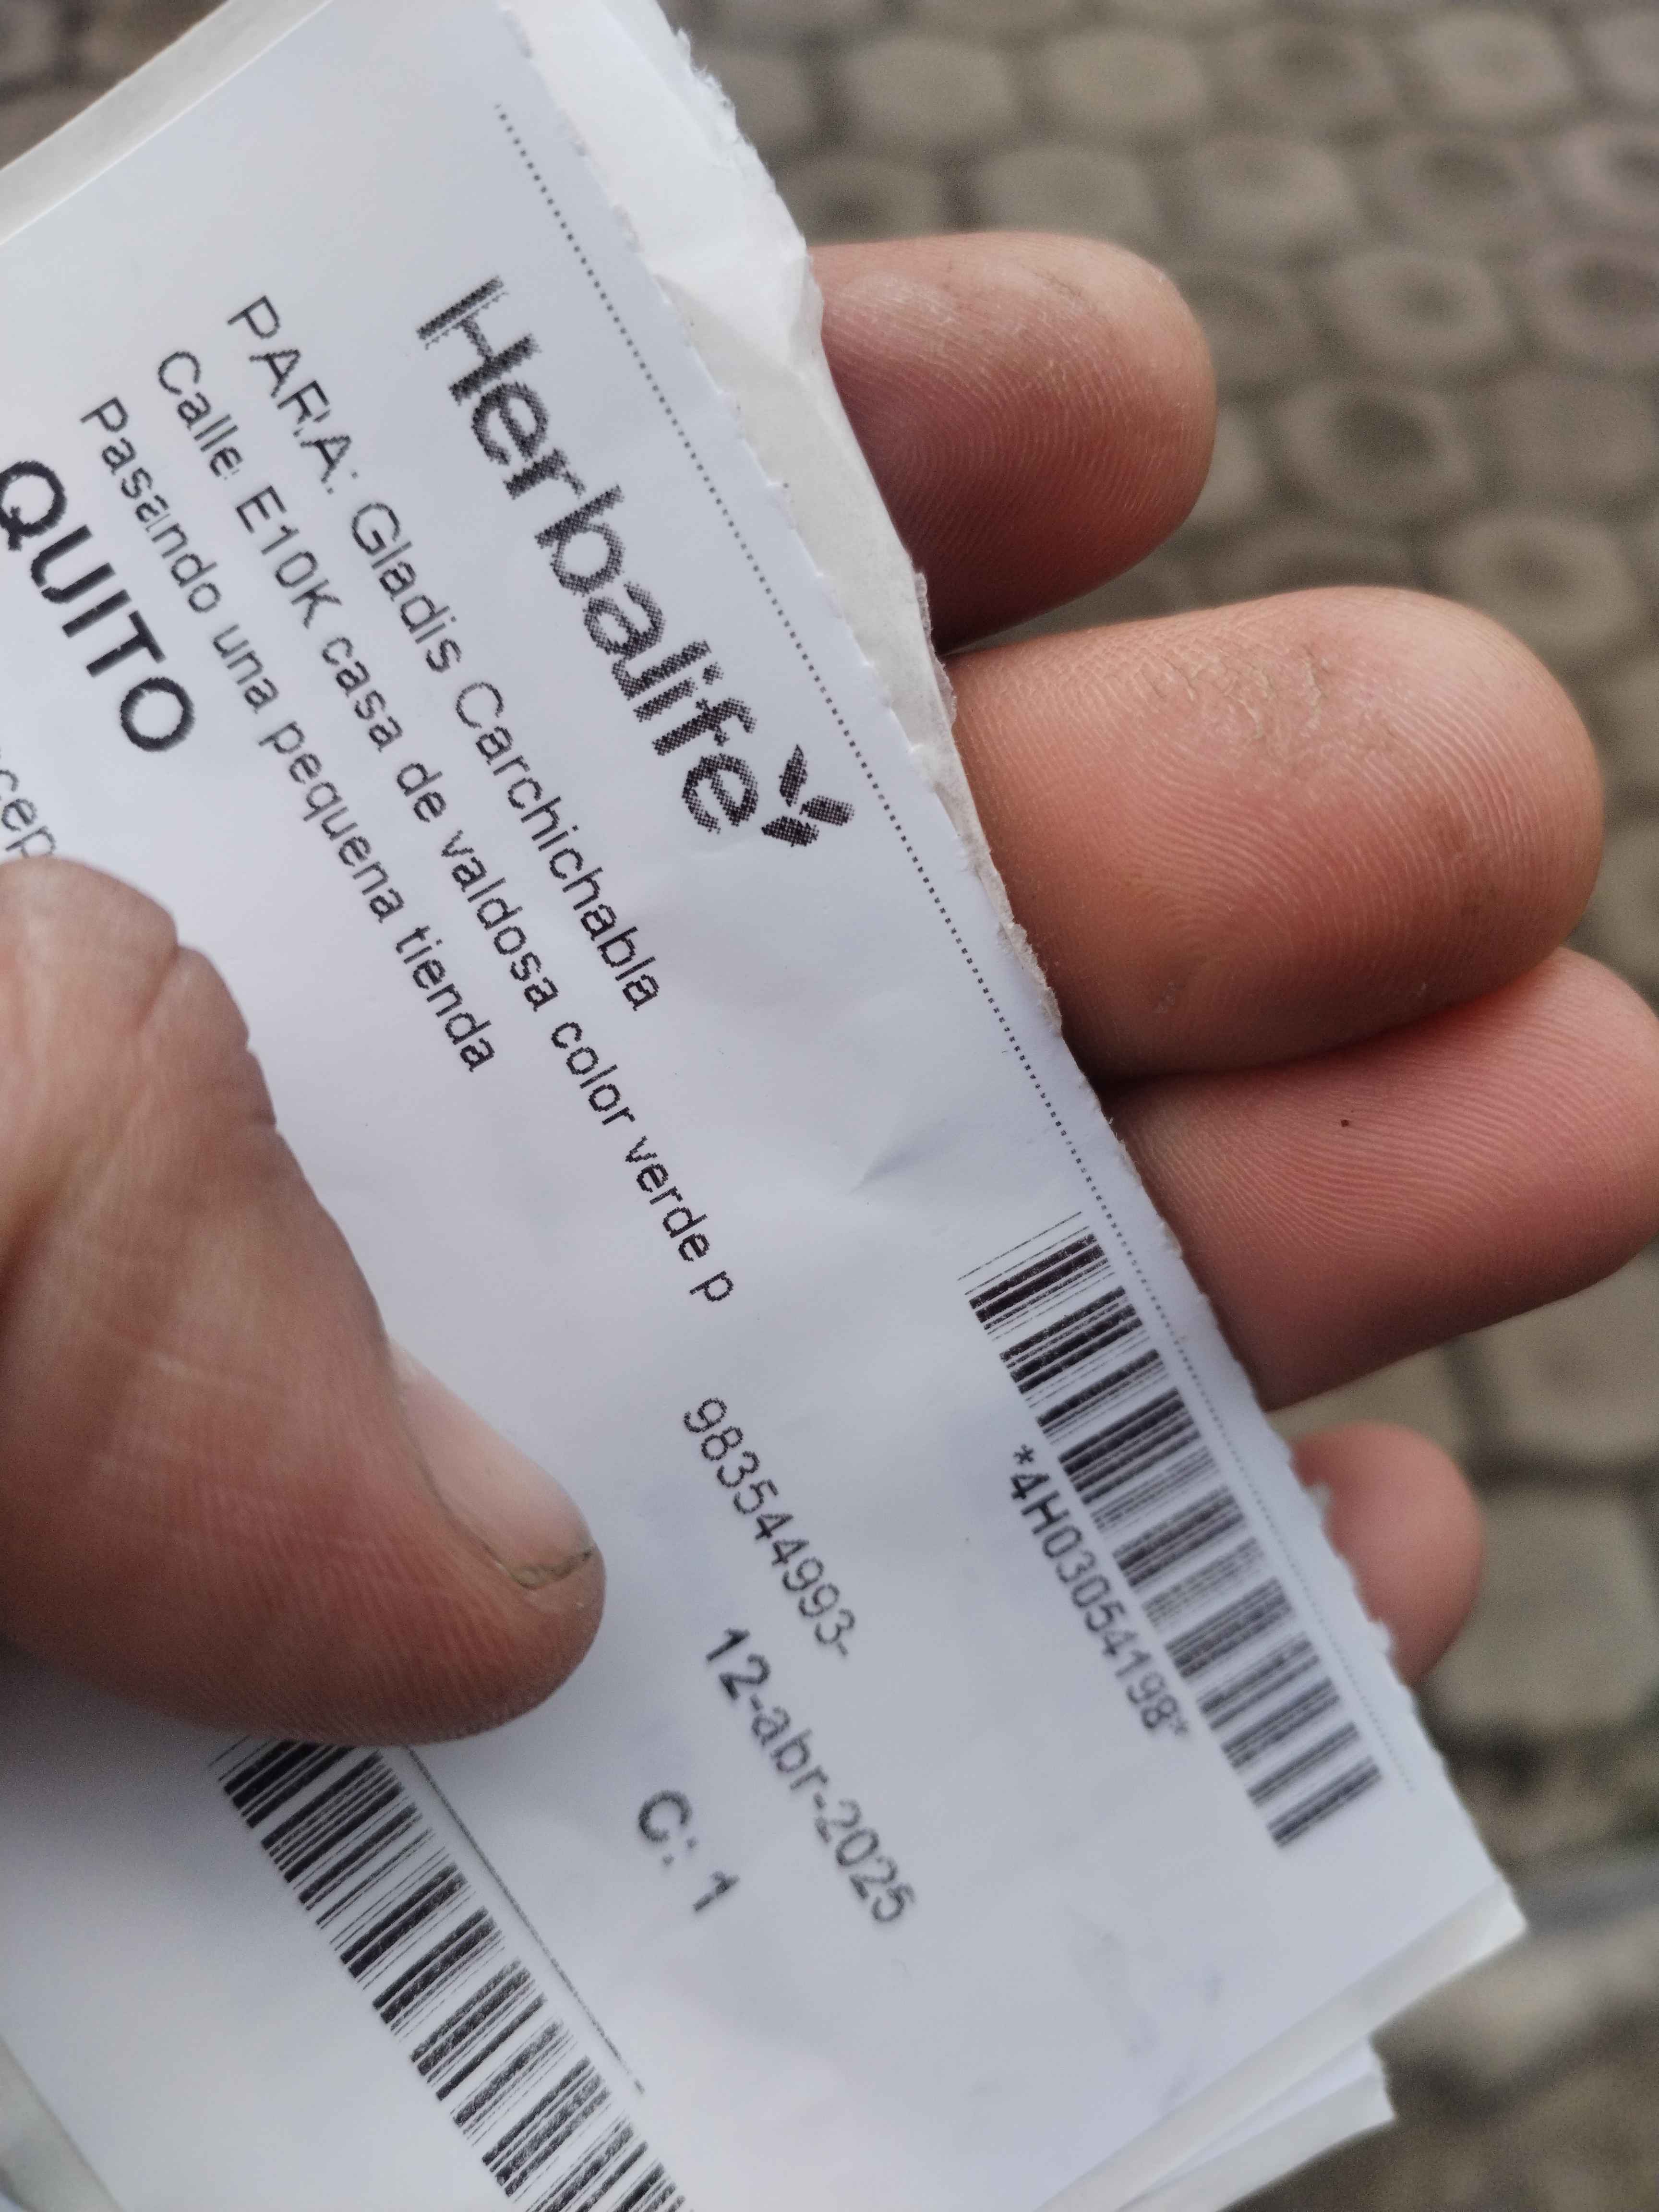 Herbalife
*4H03054198*
PARA: Gladis Carchichabla
983544993-
Calle E10K casa de valdosa color verde p
12-abr-2025
Pasando una pequena tienda
C: 1
QUITO